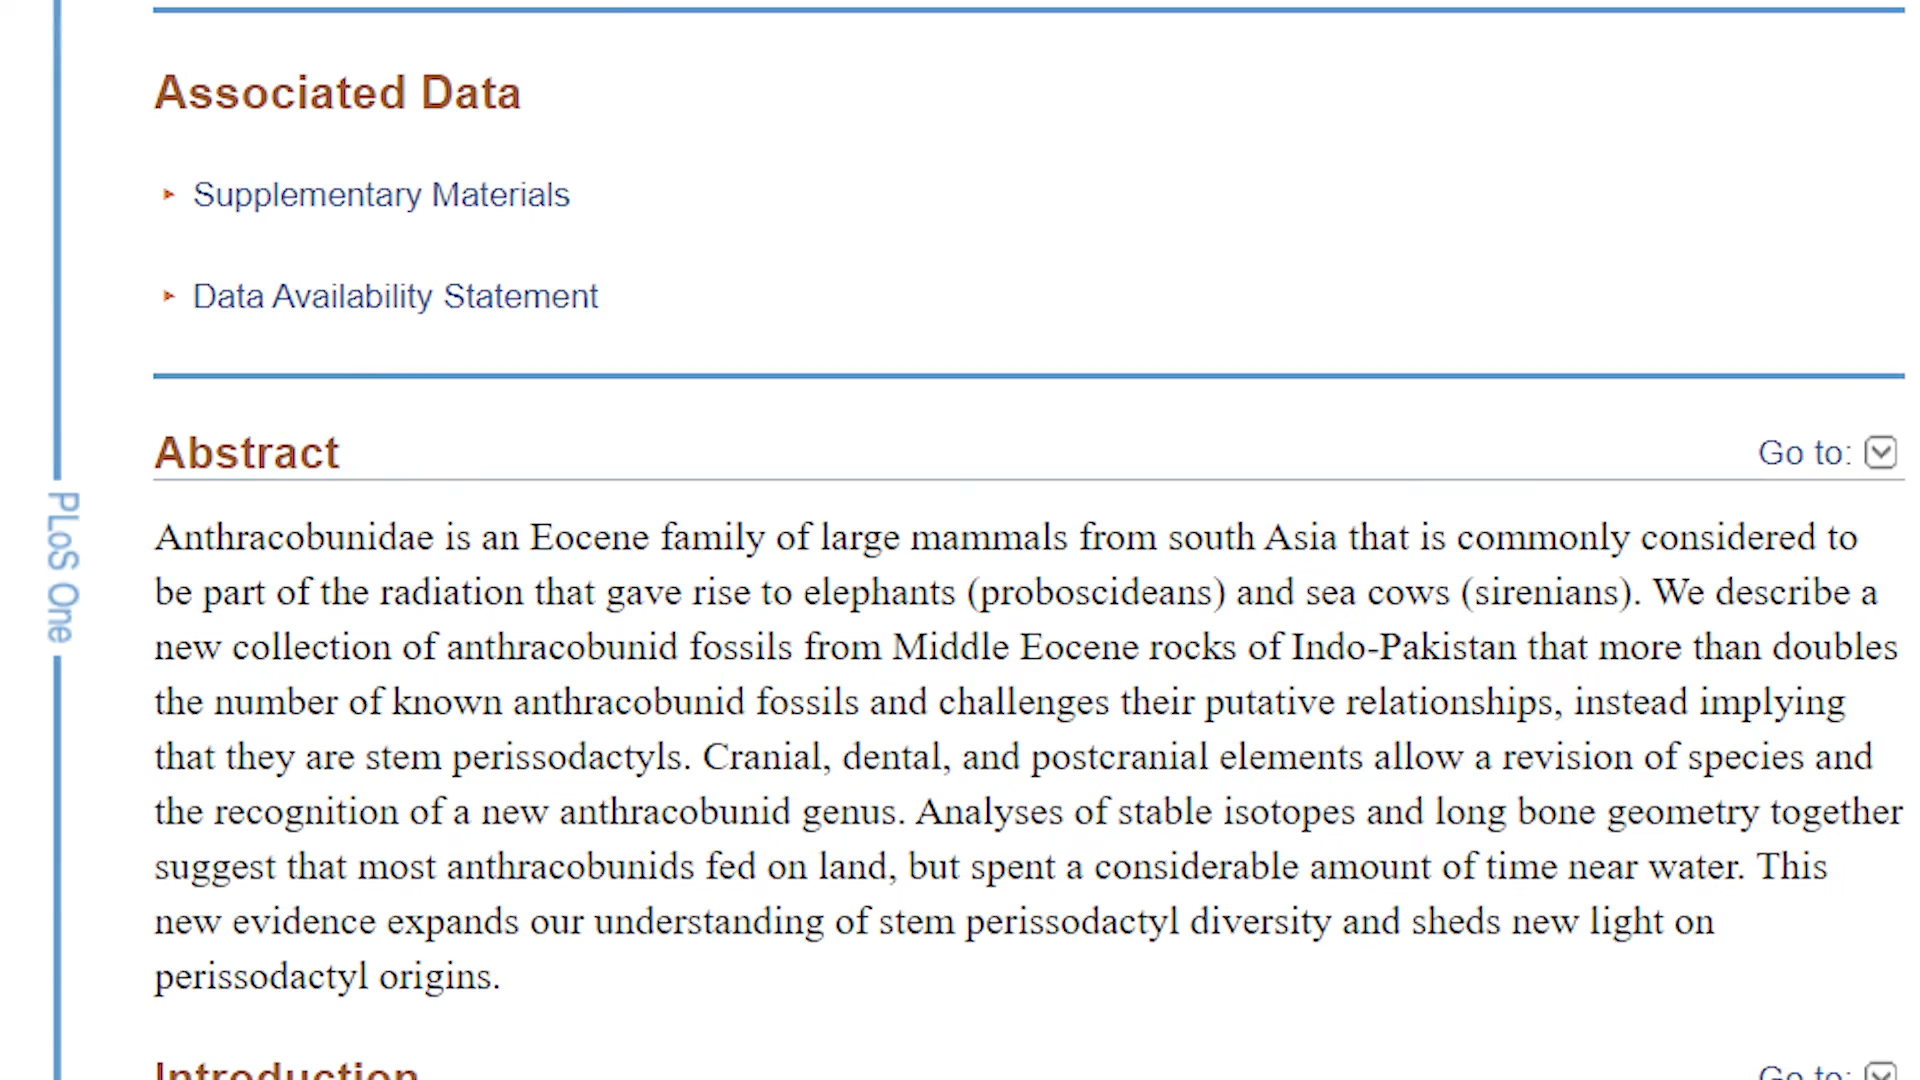 Associated Data
Supplementary Materials
Data Availability Statement
Abstract
Go to:
PLoS One
Anthracobunidae is an Eocene family of large mammals from south Asia that is commonly considered to
be part of the radiation that gave rise to elephants (proboscideans) and sea cows (sirenians). We describe a
new collection of anthracobunid fossils from Middle Eocene rocks of Indo-Pakistan that more than doubles
the number of known anthracobunid fossils and challenges their putative relationships, instead implying
that they are stem perissodactyls. Cranial, dental, and postcranial elements allow a revision of species and
the recognition of a new anthracobunid genus. Analyses of stable isotopes and long bone geometry together
suggest that most anthracobunids fed on land, but spent a considerable amount of time near water. This
new evidence expands our understanding of stem perissodactyl diversity and sheds new light on
perissodactyl origins.
Introduction
Go to: